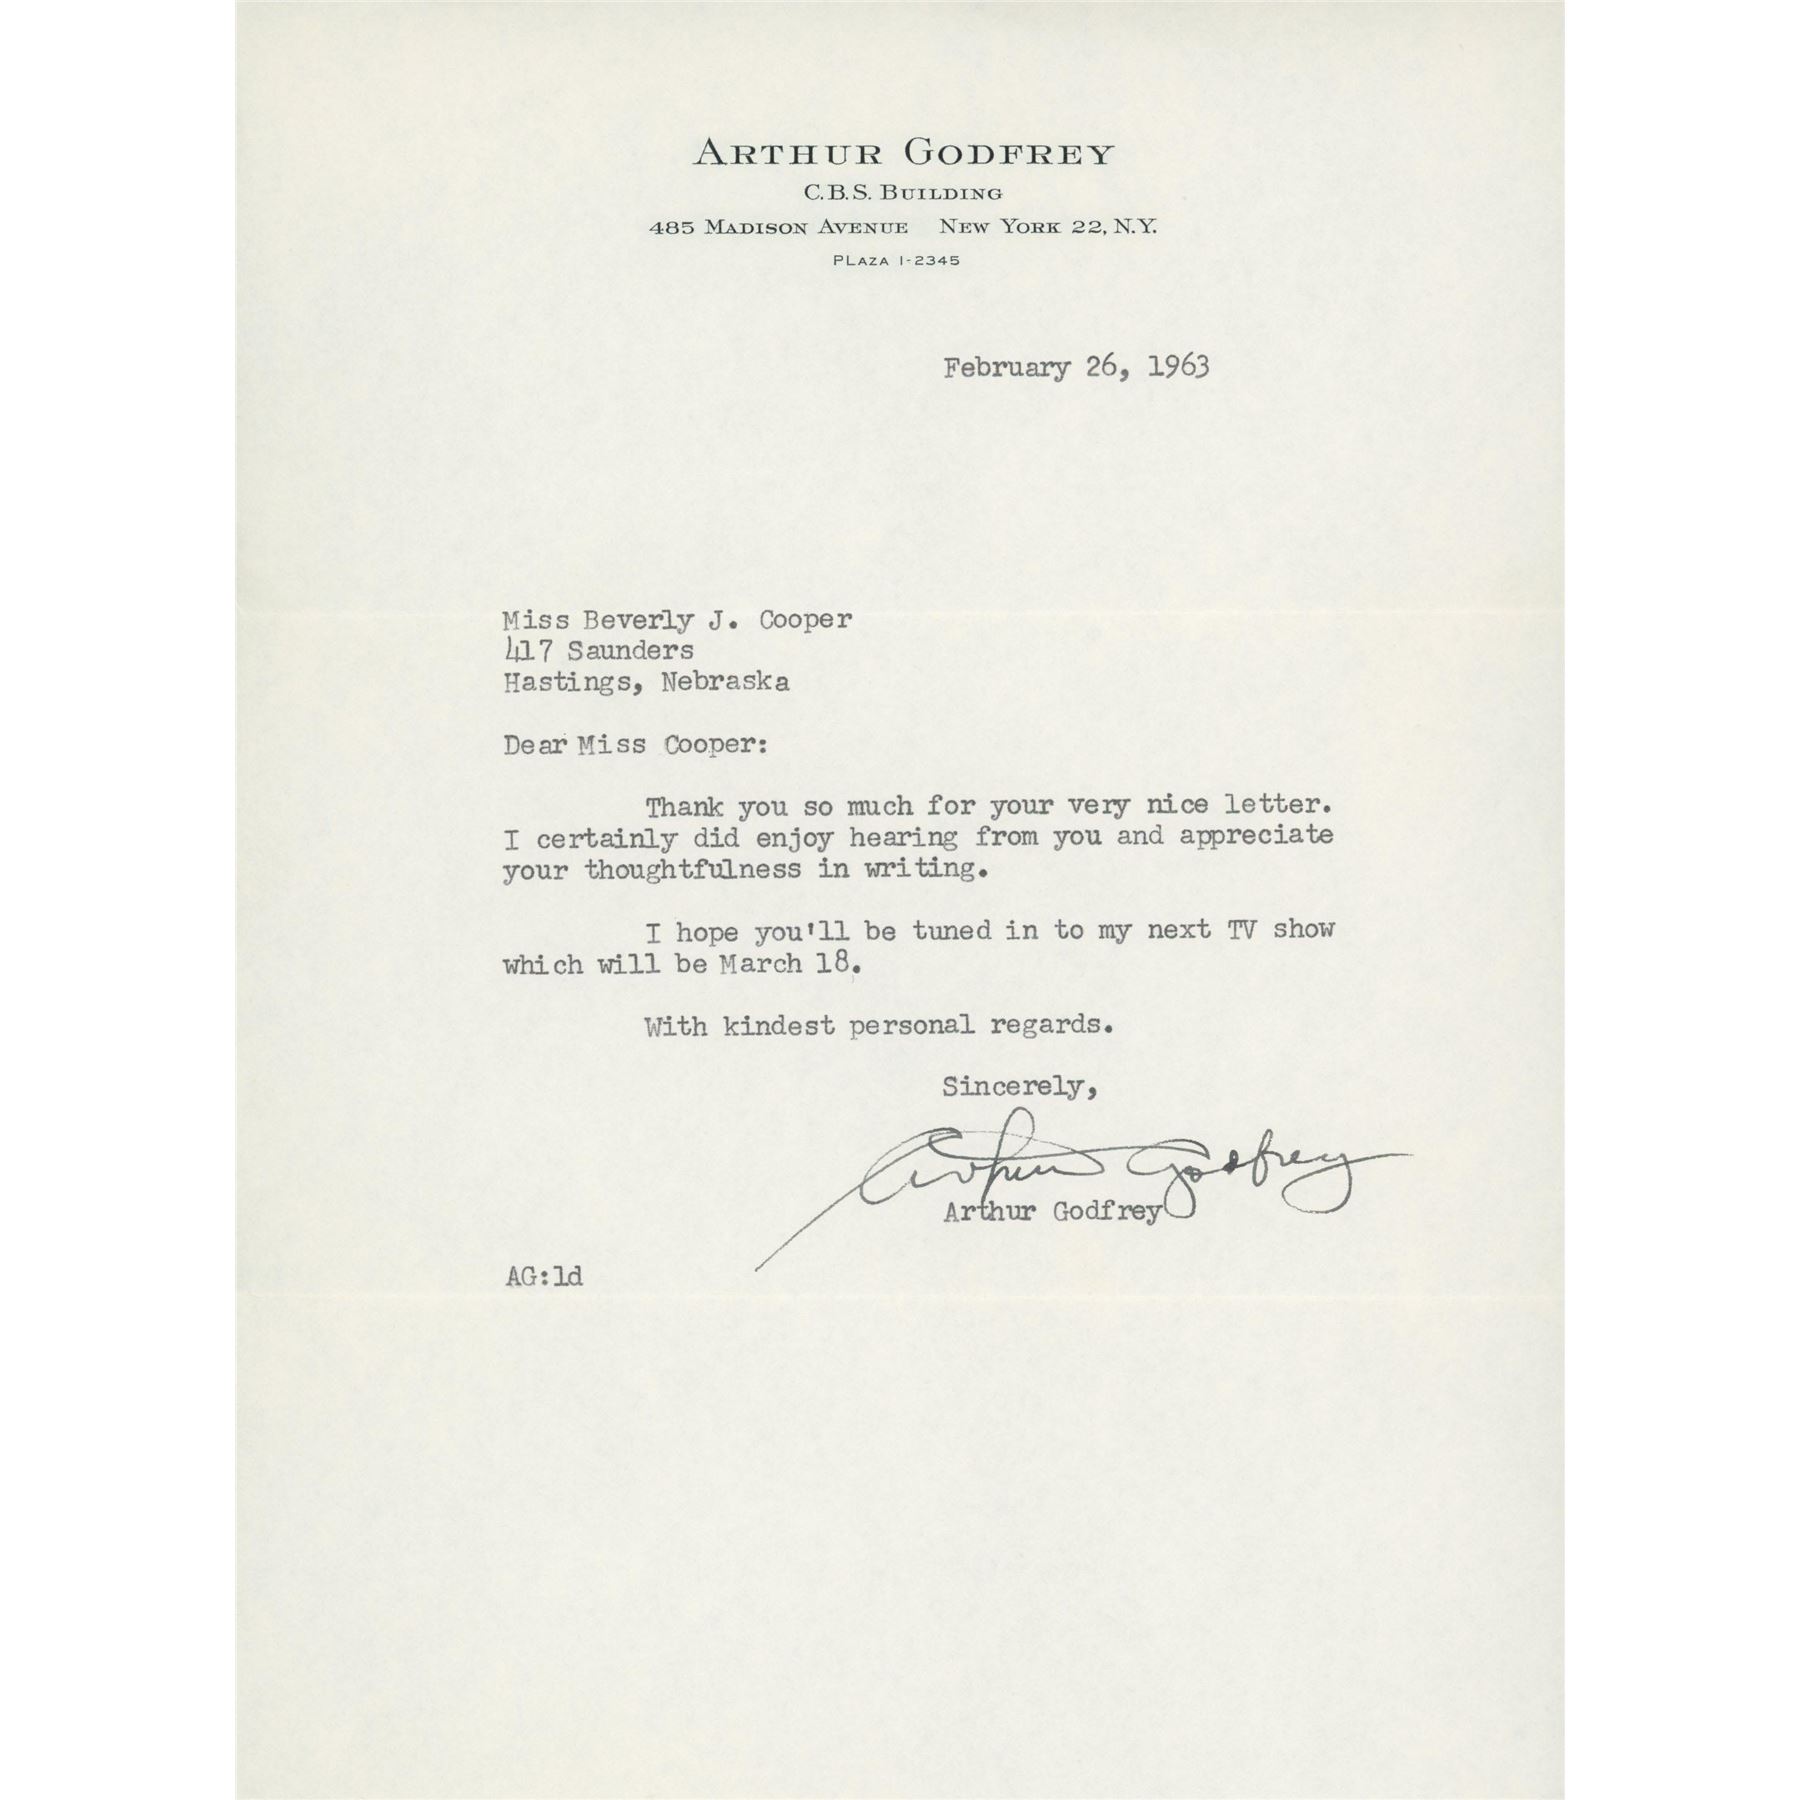 ARTHUR GODFREY
C.B.S. BUILDING
485 MADISON AVENUE NEW YORK 22, N.Y.
PLAZA 1-2345
February 26, 1963
Miss Beverly J. Cooper
417 Saunders
Hastings, Nebraska
Dear Miss Cooper:
Thank you so much for your very nice letter.
I certainly did enjoy hearing from you and appreciate
your thoughtfulness in writing.
I hope you'll be tuned in to my next TV show
which will be March 18.
With kindest personal regards.
Sincerely,
Arthur Godfrey
Arthur Godfrey
AG:ld